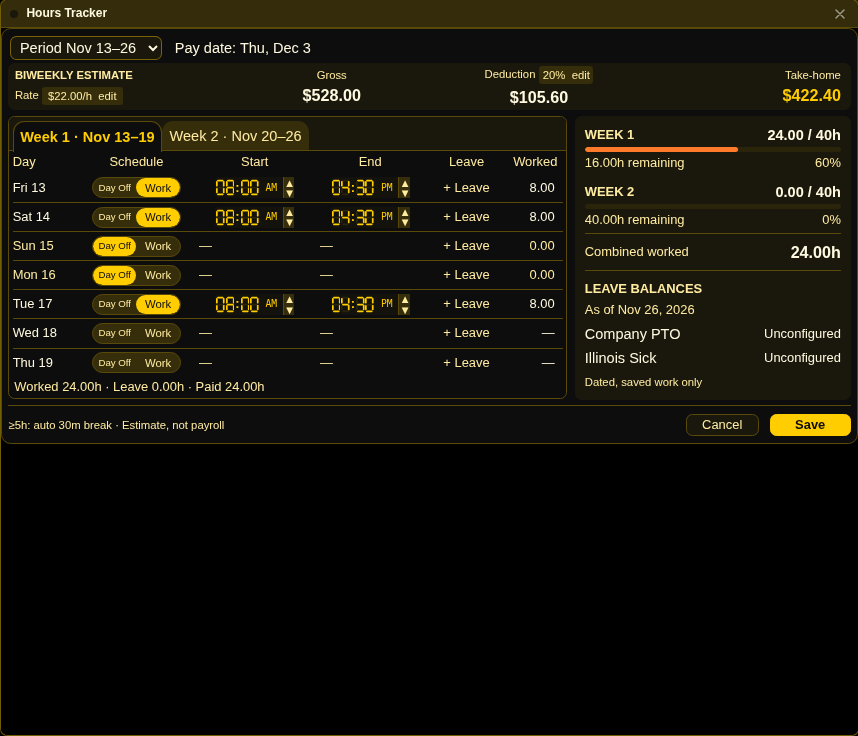 Hours Tracker
Period Nov 13–26 Pay date: Thu, Dec 3
BIWEEKLY ESTIMATE Gross Deduction 20% edit Take-home
Rate $22.00/h edit $528.00 $105.60 $422.40
Week 1 · Nov 13–19 Week 2 · Nov 20–26
Day Schedule Start End Leave Worked
Fri 13 Day Off Work 08:00 AM 04:30 PM + Leave 8.00
Sat 14 Day Off Work 08:00 AM 04:30 PM + Leave 8.00
Sun 15 Day Off Work — — + Leave 0.00
Mon 16 Day Off Work — — + Leave 0.00
Tue 17 Day Off Work 08:00 AM 04:30 PM + Leave 8.00
Wed 18 Day Off Work — — + Leave —
Thu 19 Day Off Work — — + Leave —
Worked 24.00h · Leave 0.00h · Paid 24.00h
WEEK 1 24.00 / 40h
16.00h remaining 60%
WEEK 2 0.00 / 40h
40.00h remaining 0%
Combined worked 24.00h
LEAVE BALANCES
As of Nov 26, 2026
Company PTO Unconfigured
Illinois Sick Unconfigured
Dated, saved work only
≥5h: auto 30m break · Estimate, not payroll Cancel Save